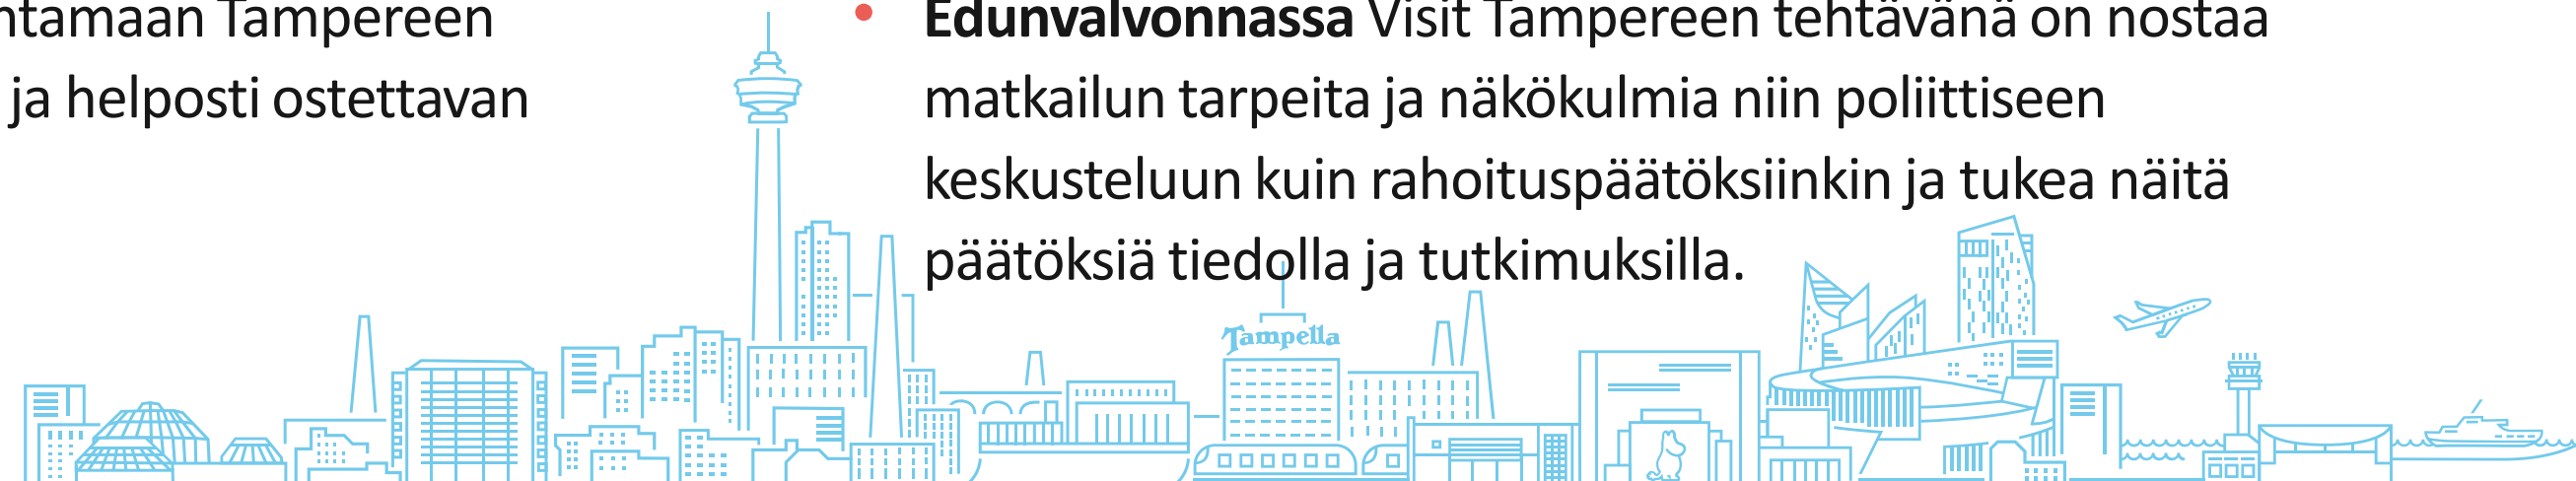 Tampereen
ja helposti ostettavan
Edunvalvonnassa Visit Tampereen tehtävänä on nostaa
matkailun tarpeita ja näkökulmia niin poliittiseen
keskusteluun kuin rahoituspäätöksiinkin ja tukea näitä
päätöksiä tiedolla ja tutkimuksilla.
Tampella